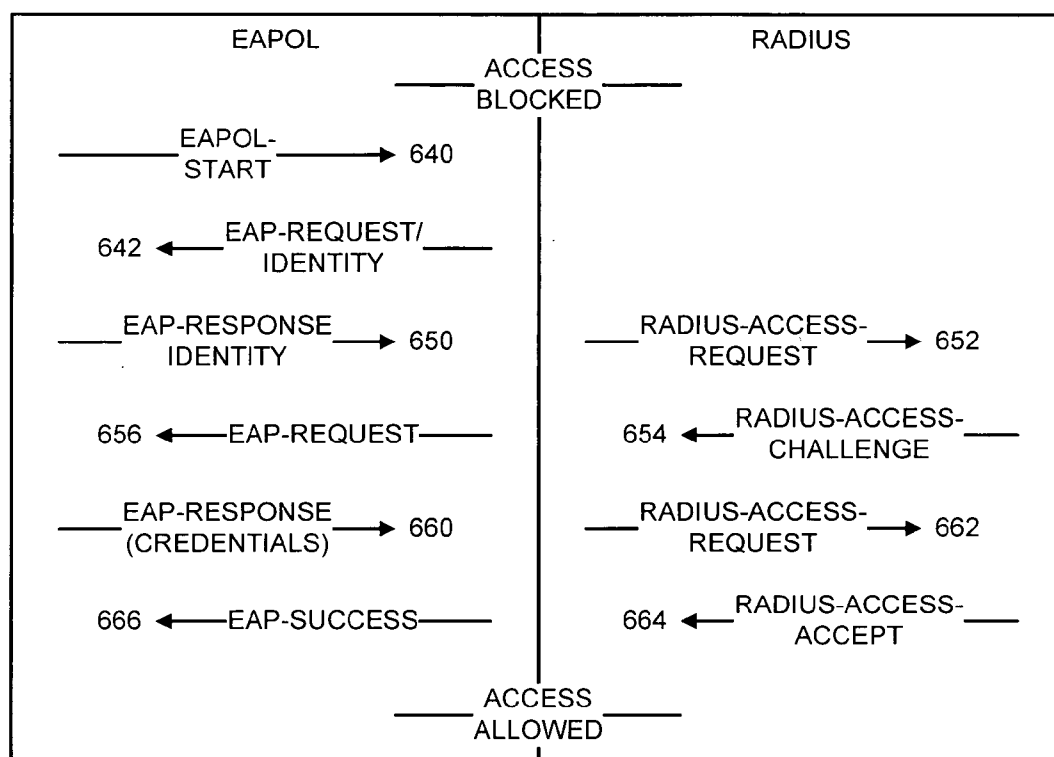 EAPOL
RADIUS
ACCESS
BLOCKED
EAPOL-
START
640
642
EAP-REQUEST/
IDENTITY
EAP-RESPONSE
IDENTITY
650
RADIUS-ACCESS-
REQUEST
652
656
EAP-REQUEST
654
RADIUS-ACCESS-
CHALLENGE
EAP-RESPONSE
(CREDENTIALS)
660
RADIUS-ACCESS-
REQUEST
662
666
EAP-SUCCESS
664
RADIUS-ACCESS-
ACCEPT
ACCESS
ALLOWED